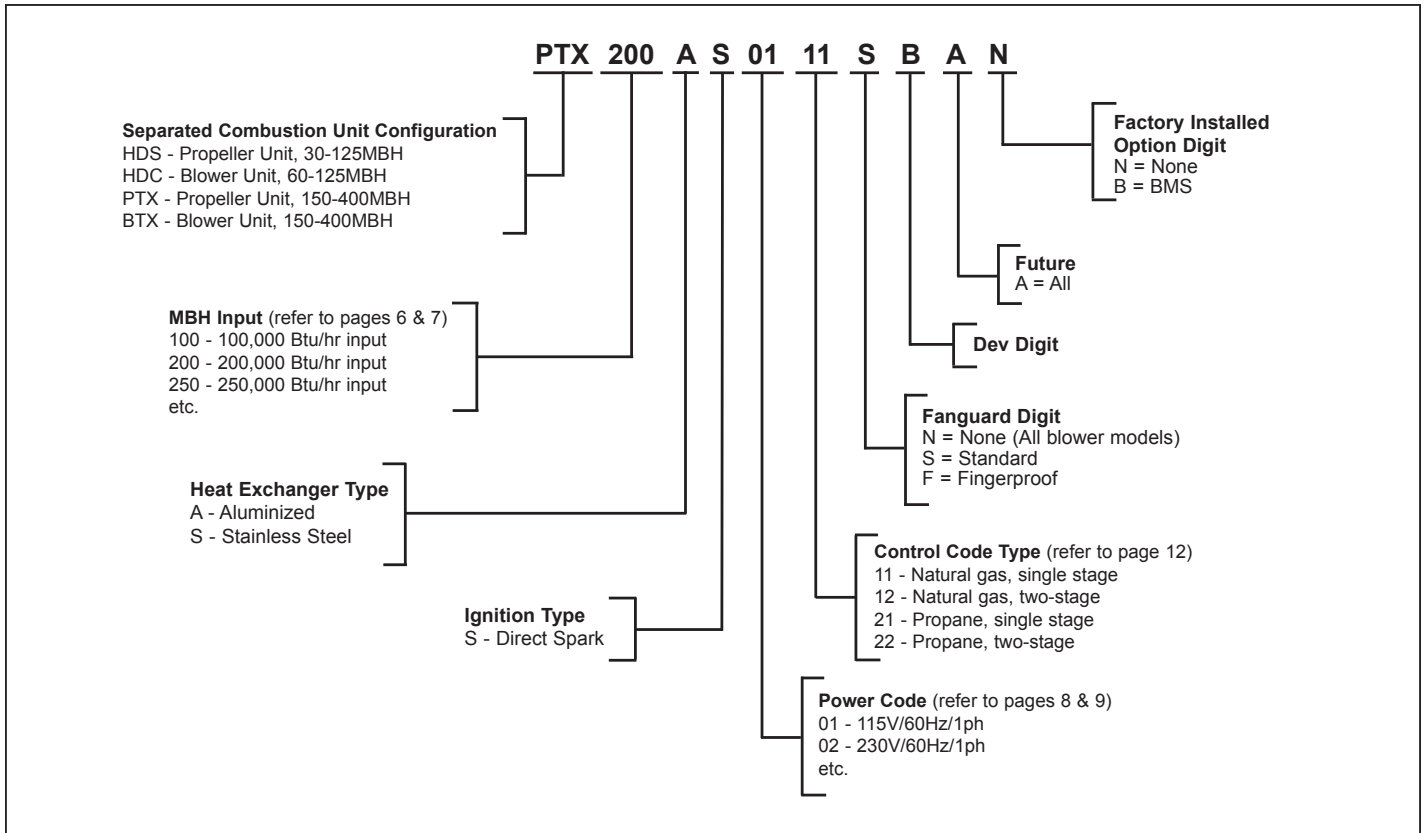 PTX 200 A S 01 11 S B A N
Separated Combustion Unit Configuration
HDS - Propeller Unit, 30-125MBH
HDC - Blower Unit, 60-125MBH
PTX - Propeller Unit, 150-400MBH
BTX - Blower Unit, 150-400MBH
MBH Input (refer to pages 6 & 7)
100 - 100,000 Btu/hr input
200 - 200,000 Btu/hr input
250 - 250,000 Btu/hr input
etc.
Heat Exchanger Type
A - Aluminized
S - Stainless Steel
Ignition Type
S - Direct Spark
Factory Installed
Option Digit
N = None
B = BMS
Future
A = All
Dev Digit
Fanguard Digit
N = None (All blower models)
S = Standard
F = Fingerproof
Control Code Type (refer to page 12)
11 - Natural gas, single stage
12 - Natural gas, two-stage
21 - Propane, single stage
22 - Propane, two-stage
Power Code (refer to pages 8 & 9)
01 - 115V/60Hz/1ph
02 - 230V/60Hz/1ph
etc.